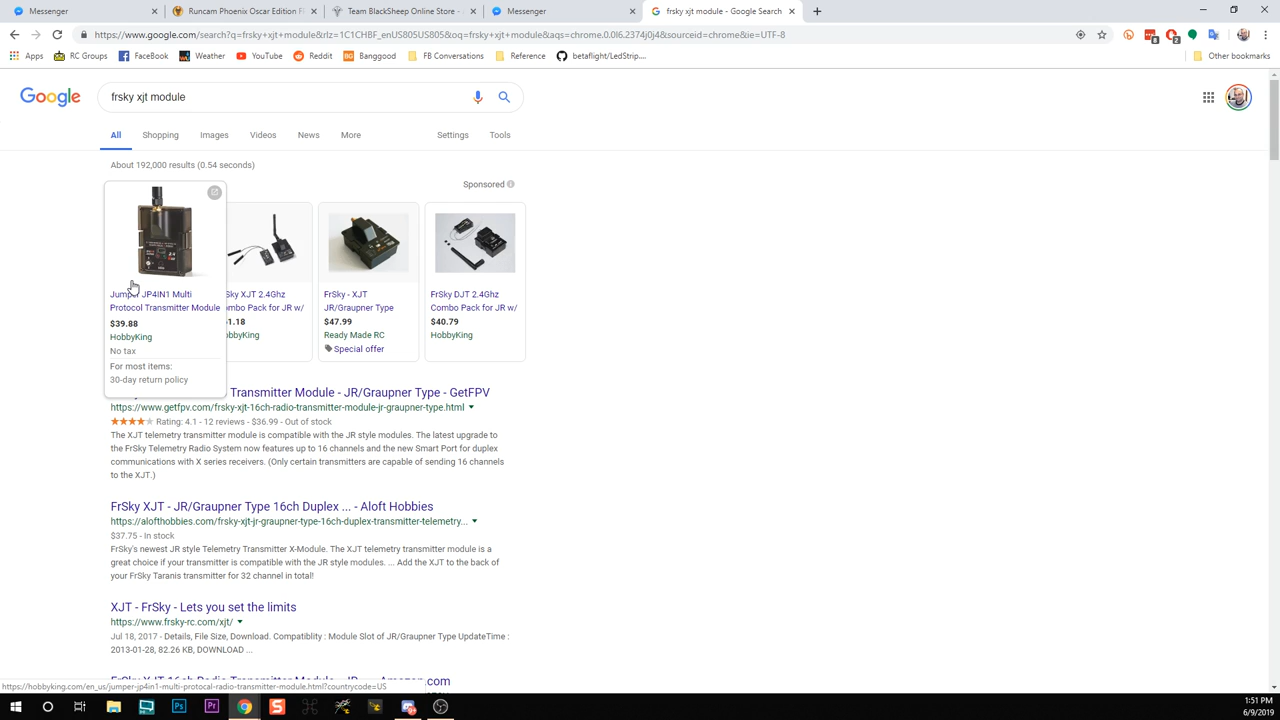 Messenger
Runcam Phoenix Oscar Edition F
Team BlackSheep Online Store -
Messenger
frsky xjt module - Google Search
https://www.google.com/search?q=frsky+xjt+module&rlz=1C1CHBF_enUS805US805&oq=frsky+xjt+module&aqs=chrome.0.0l6.2374j0j4&sourceid=chrome&ie=UTF-8
Apps
RC Groups
FaceBook
Weather
YouTube
Reddit
BG Banggood
FB Conversations
Reference
betaflight/LedStrip....
Other bookmarks
Google
frsky xjt module
All
Shopping
Images
Videos
News
More
Settings
Tools
About 192,000 results (0.54 seconds)
Sponsored
Jumper JP4IN1 Multi
Protocol Transmitter Module
$39.88
HobbyKing
No tax
For most items:
30-day return policy
Sky XJT 2.4Ghz
ombo Pack for JR w/
1.18
obbyKing
FrSky - XJT
JR/Graupner Type
$47.99
Ready Made RC
Special offer
FrSky DJT 2.4Ghz
Combo Pack for JR w/
$40.79
HobbyKing
Transmitter Module - JR/Graupner Type - GetFPV
https://www.getfpv.com/frsky-xjt-16ch-radio-transmitter-module-jr-graupner-type.html
Rating: 4.1 - 12 reviews - $36.99 - Out of stock
The XJT telemetry transmitter module is compatible with the JR style modules. The latest upgrade to
the FrSky Telemetry Radio System now features up to 16 channels and the new Smart Port for duplex
communications with X series receivers. (Only certain transmitters are capable of sending 16 channels
to the XJT.)
FrSky XJT - JR/Graupner Type 16ch Duplex ... - Aloft Hobbies
https://alofthobbies.com/frsky-xjt-jr-graupner-type-16ch-duplex-transmitter-telemetry...
$37.75 - In stock
FrSky's newest JR style Telemetry Transmitter X-Module. The XJT telemetry transmitter module is a
great choice if your transmitter is compatible with the JR style modules. ... Add the XJT to the back of
your FrSky Taranis transmitter for 32 channel in total!
XJT - FrSky - Lets you set the limits
https://www.frsky-rc.com/xjt/
Jul 18, 2017 - Details, File Size, Download. Compatiblity : Module Slot of JR/Graupner Type UpdateTime :
2013-01-28, 82.26 KB, DOWNLOAD ...
https://hobbyking.com/en_us/jumper-jp4in1-multi-protocal-radio-transmitter-module.html?countrycode=US
1:51 PM
6/9/2019